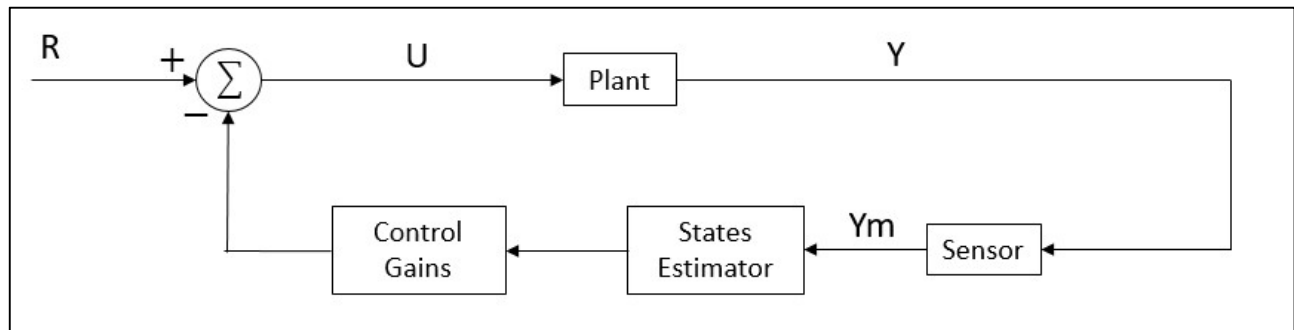 R
+
∑
−
U
Plant
Y
Control
Gains
States
Estimator
Ym
Sensor